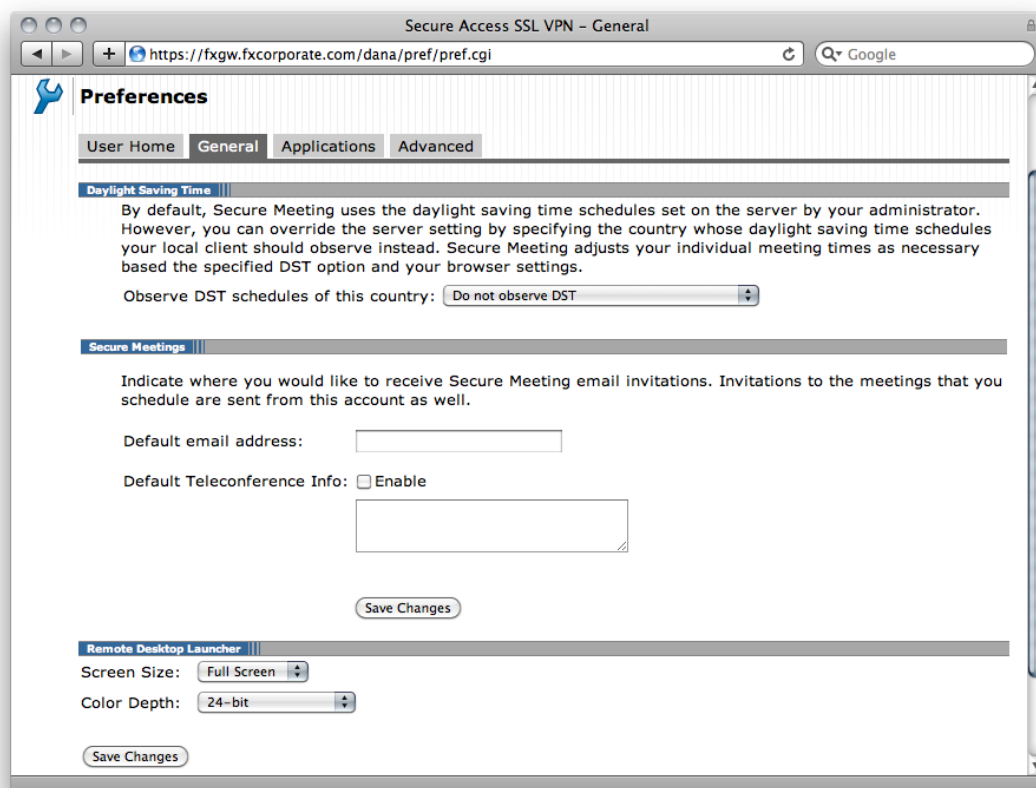 Secure Access SSL VPN – General
https://fxgw.fxcorporate.com/dana/pref/pref.cgi
Google
Preferences
User Home General Applications Advanced
Daylight Saving Time
By default, Secure Meeting uses the daylight saving time schedules set on the server by your administrator.
However, you can override the server setting by specifying the country whose daylight saving time schedules
your local client should observe instead. Secure Meeting adjusts your individual meeting times as necessary
based the specified DST option and your browser settings.
Observe DST schedules of this country: Do not observe DST
Secure Meetings
Indicate where you would like to receive Secure Meeting email invitations. Invitations to the meetings that you
schedule are sent from this account as well.
Default email address:
Default Teleconference Info: Enable
Save Changes
Remote Desktop Launcher
Screen Size: Full Screen
Color Depth: 24-bit
Save Changes